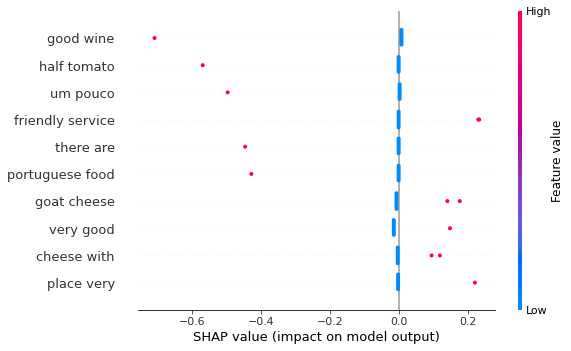 High
good wine
half tomato
um pouco
friendly service
there are
portuguese food
goat cheese
very good
cheese with
place very
Feature value
Low
−0.6 −0.4 −0.2 0.0 0.2
SHAP value (impact on model output)